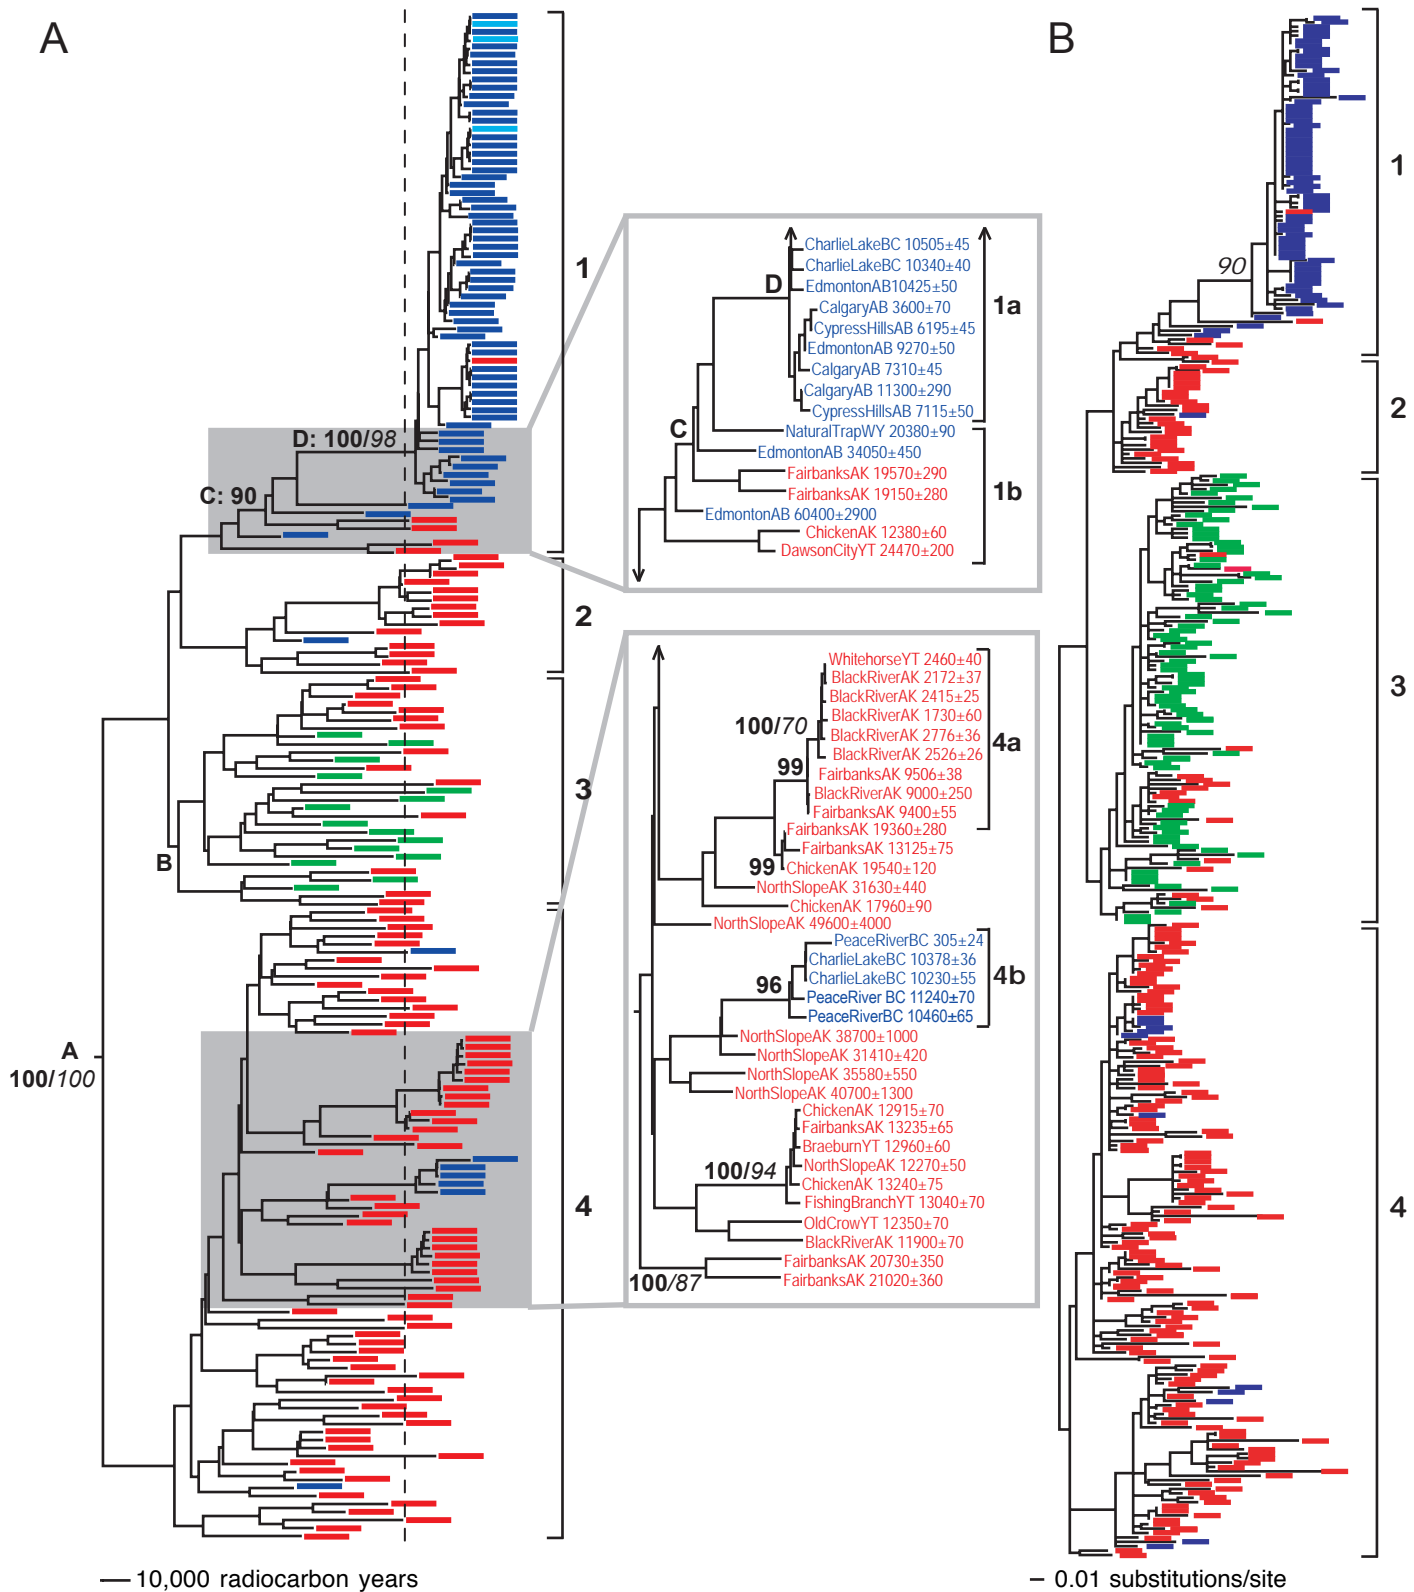 A
B
1
2
3
4
D: 100/98
C: 90
B
A
100/100
10,000 radiocarbon years
D
CharlieLakeBC 10505±45
CharlieLakeBC 10340±40
EdmontonAB10425±50
CalgaryAB 3600±70
CypressHillsAB 6195±45
EdmontonAB 9270±50
CalgaryAB 7310±45
CalgaryAB 11300±290
CypressHillsAB 7115±50
1a
C
NaturalTrapWY 20380±90
EdmontonAB 34050±450
FairbanksAK 19570±290
FairbanksAK 19150±280
EdmontonAB 60400±2900
ChickenAK 12380±60
DawsonCityYT 24470±200
1b
WhitehorseYT 2460±40
BlackRiverAK 2172±37
BlackRiverAK 2415±25
BlackRiverAK 1730±60
BlackRiverAK 2776±36
BlackRiverAK 2526±26
FairbanksAK 9506±38
BlackRiverAK 9000±250
FairbanksAK 9400±55
100/70
99
4a
FairbanksAK 19360±280
FairbanksAK 13125±75
ChickenAK 19540±120
99
NorthSlopeAK 31630±440
ChickenAK 17960±90
NorthSlopeAK 49600±4000
PeaceRiverBC 305±24
CharlieLakeBC 10378±36
CharlieLakeBC 10230±55
PeaceRiver BC 11240±70
PeaceRiverBC 10460±65
96
4b
NorthSlopeAK 38700±1000
NorthSlopeAK 31410±420
NorthSlopeAK 35580±550
NorthSlopeAK 40700±1300
ChickenAK 12915±70
FairbanksAK 13235±65
BraeburnYT 12960±60
NorthSlopeAK 12270±50
ChickenAK 13240±75
FishingBranchYT 13040±70
100/94
OldCrowYT 12350±70
BlackRiverAK 11900±70
FairbanksAK 20730±350
FairbanksAK 21020±360
100/87
90
1
2
3
4
0.01 substitutions/site